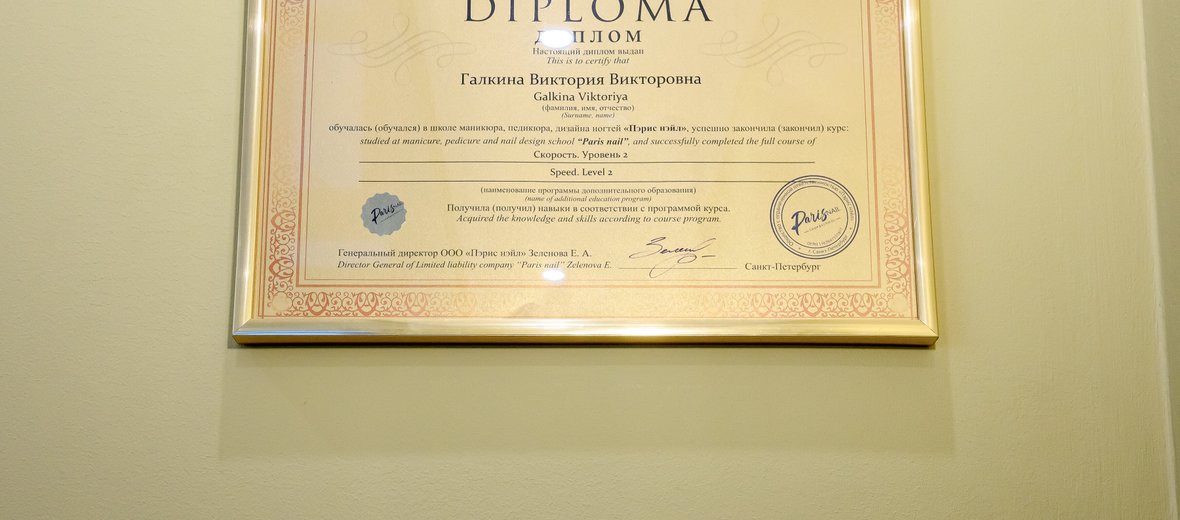 DIPLOMA
ДИПЛОМ
Настоящий диплом выдан
This is to certify that
Галкина Виктория Викторовна
Galkina Viktoriya
(фамилия, имя, отчество)
(Surname, name)
обучалась (обучался) в школе маникюра, педикюра, дизайна ногтей «Пэрис нэйл», успешно закончила (закончил) курс:
studied at manicure, pedicure and nail design school “Paris nail”, and successfully completed the full course of
Скорость. Уровень 2
Speed. Level 2
(наименование программы дополнительного образования)
(name of additional education program)
Получила (получил) навыки в соответствии с программой курса.
Acquired the knowledge and skills according to course program.
Paris
Paris NAIL
Генеральный директор ООО «Пэрис нэйл» Зеленова Е. А.
Director General of Limited liability company “Paris nail” Zelenova E.
Санкт-Петербург